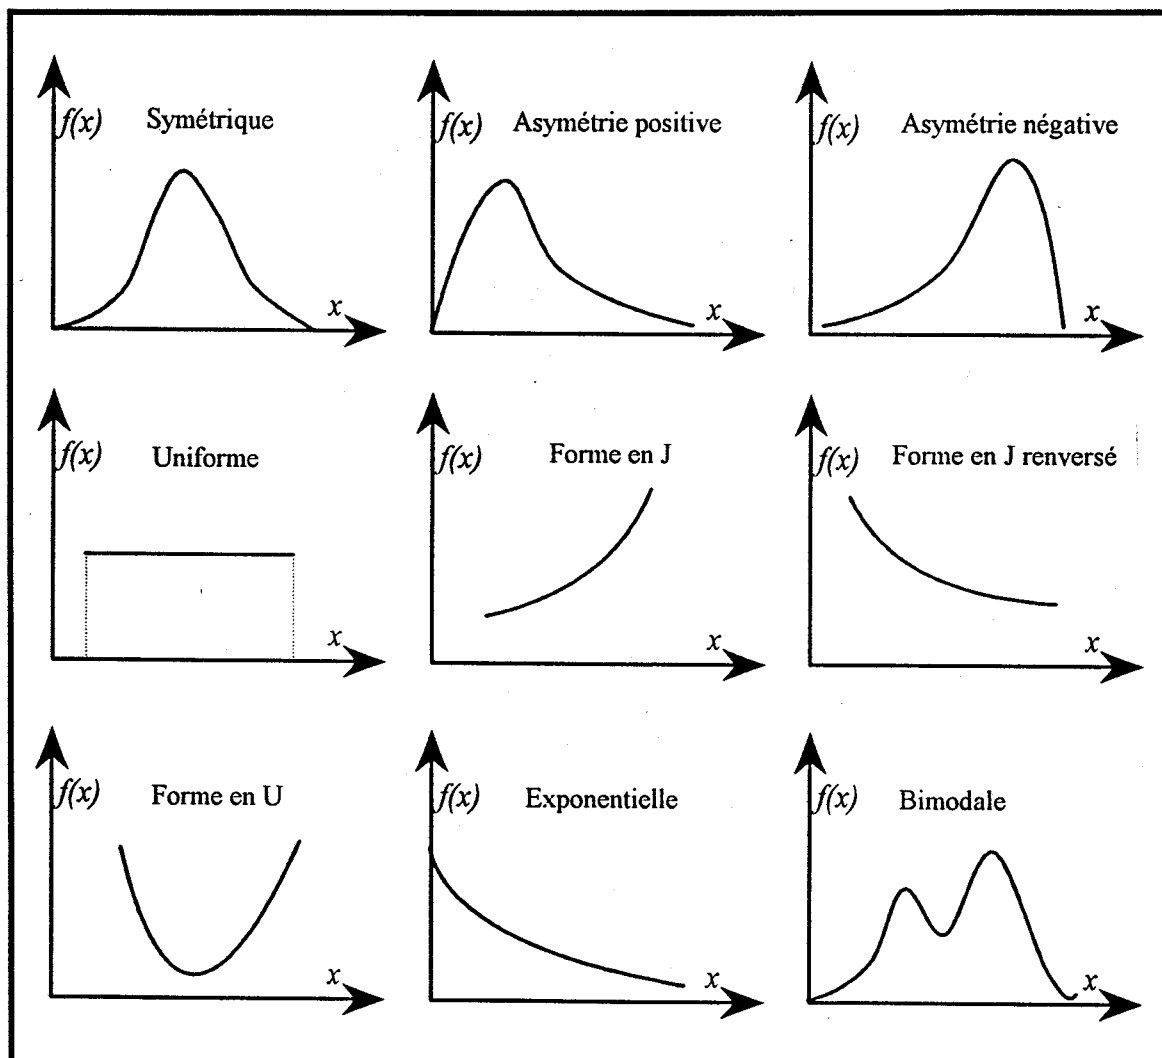 f(x) Symétrique
x
f(x) Asymétrie positive
x
f(x) Asymétrie négative
x
f(x) Uniforme
x
f(x) Forme en J
x
f(x) Forme en J renversé
x
f(x) Forme en U
x
f(x) Exponentielle
x
f(x) Bimodale
x